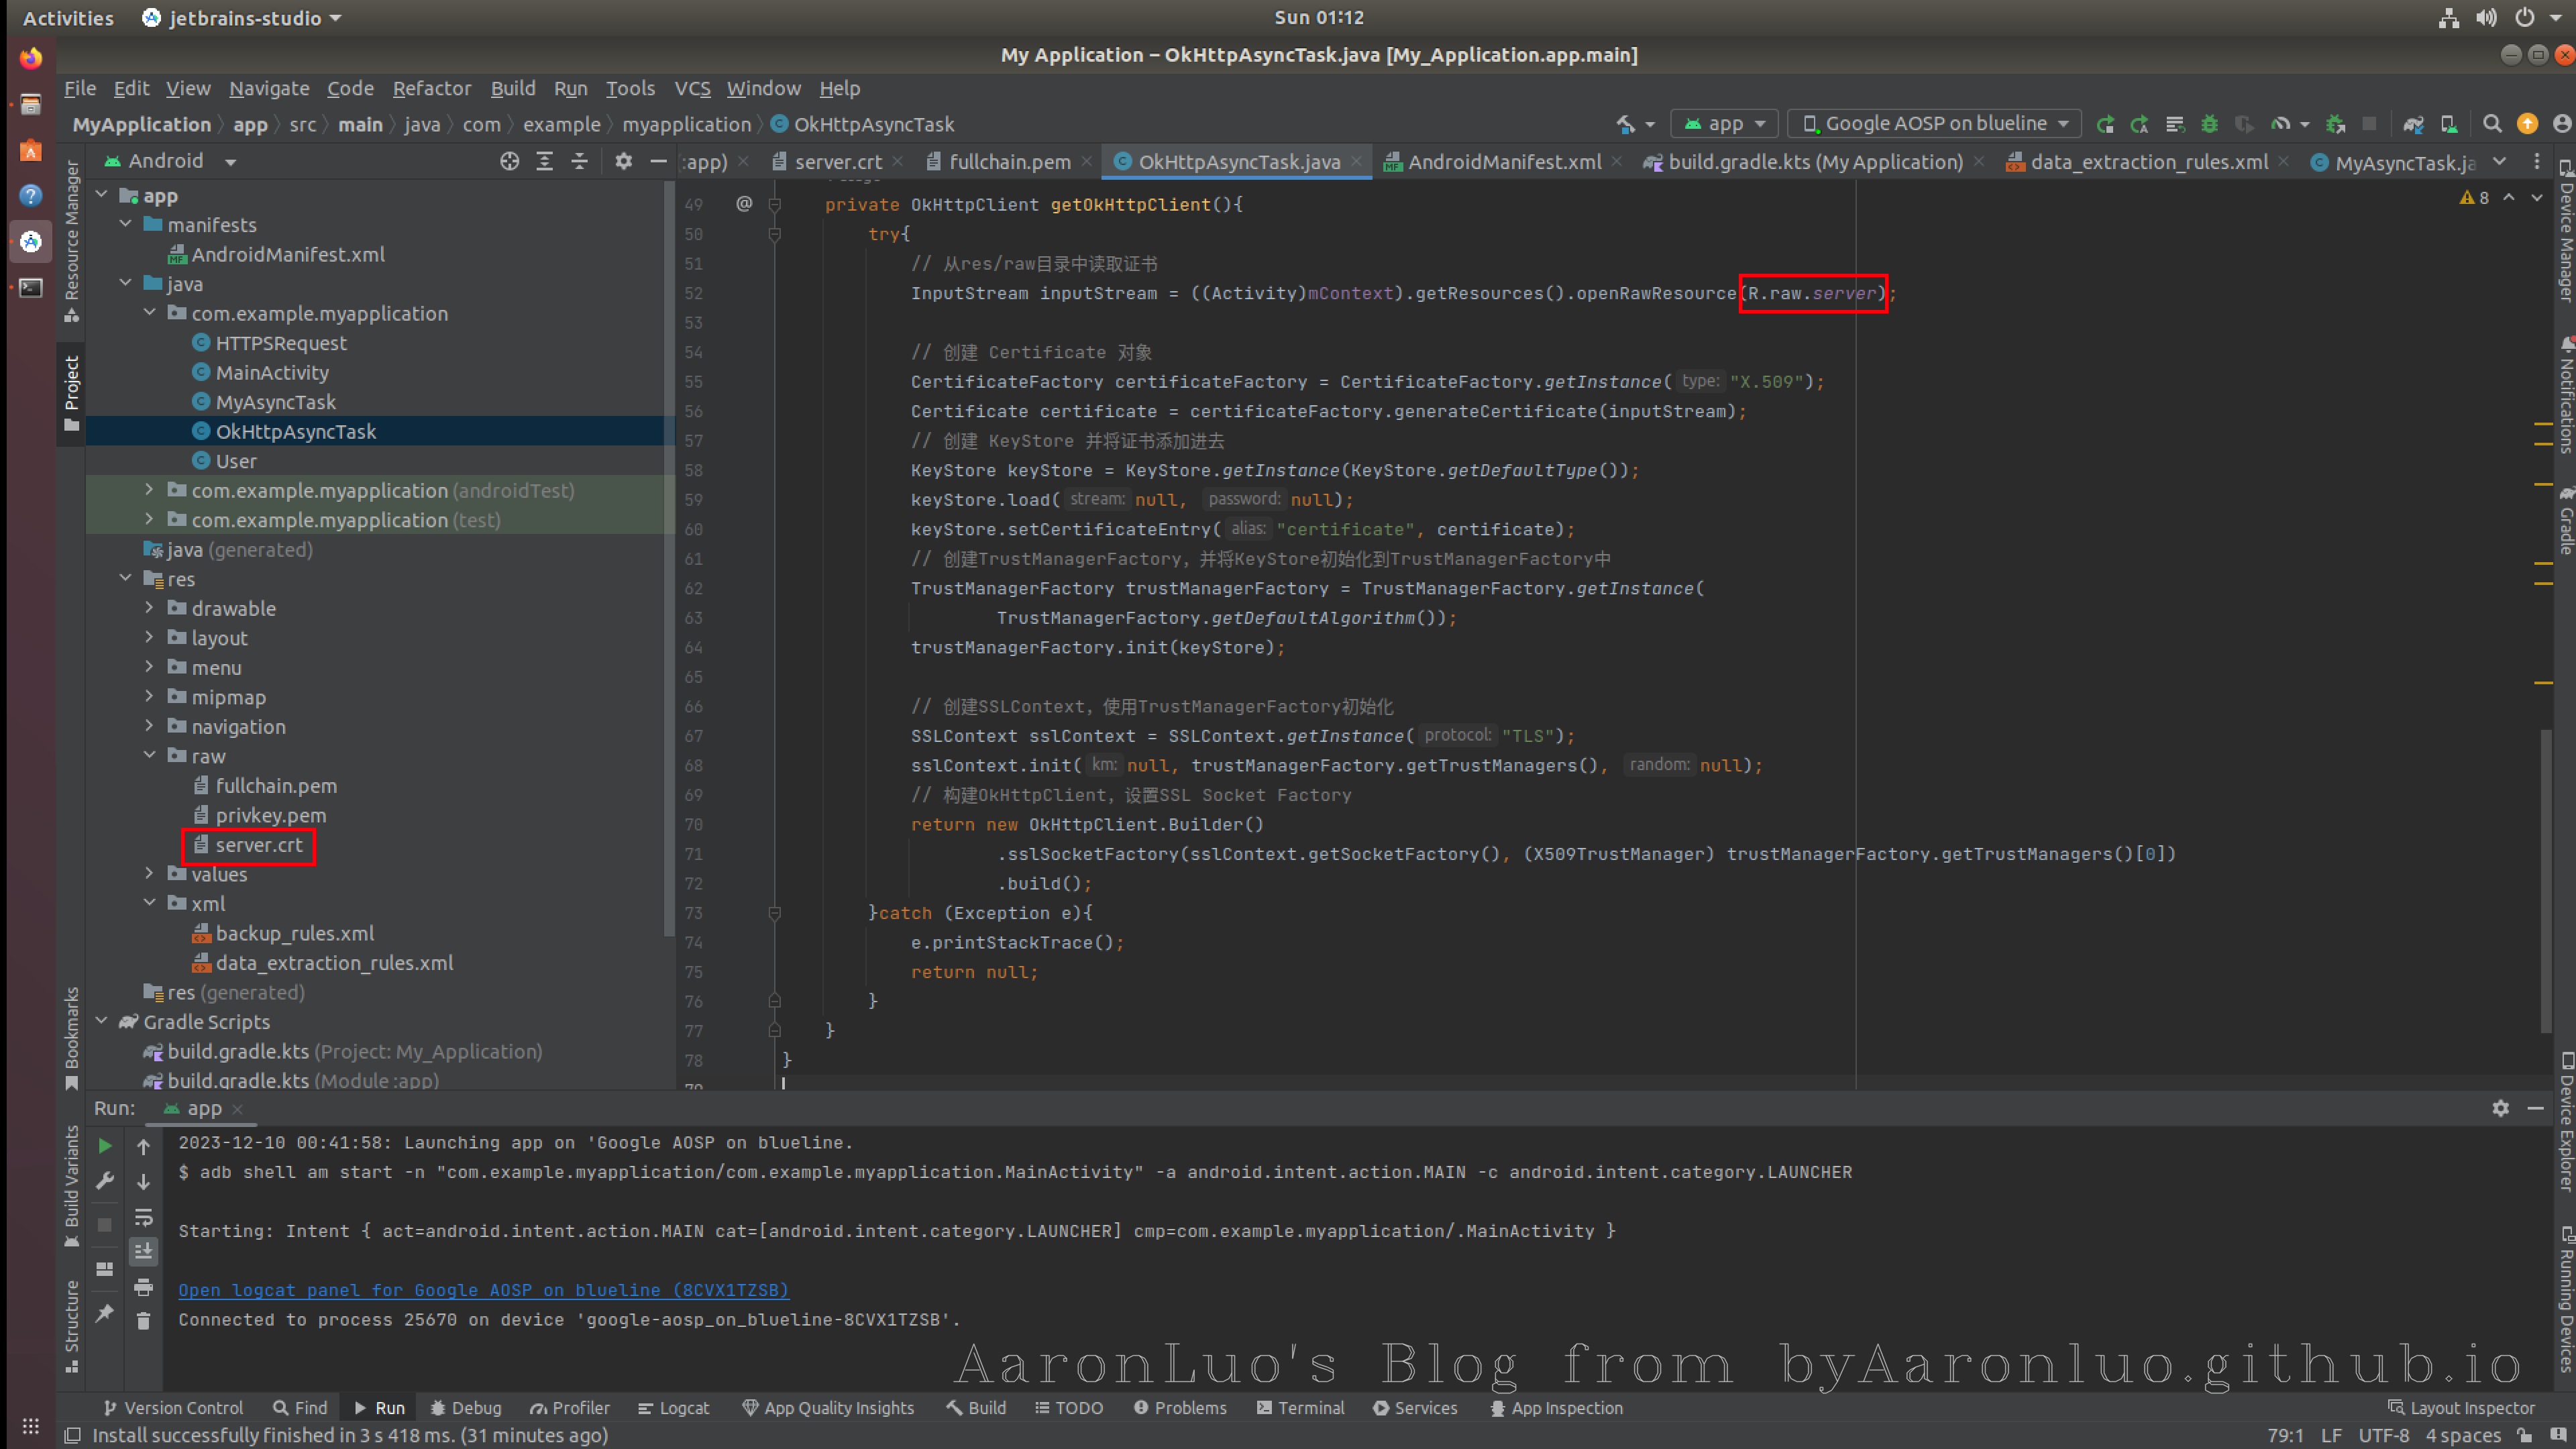 Activities
jetbrains-studio
Sun 01:12
My Application – OkHttpAsyncTask.java [My_Application.app.main]
File Edit View Navigate Code Refactor Build Run Tools VCS Window Help
MyApplication app src main java com example myapplication OkHttpAsyncTask
app
Google AOSP on blueline
Android
:app)
server.crt
fullchain.pem
OkHttpAsyncTask.java
AndroidManifest.xml
build.gradle.kts (My Application)
data_extraction_rules.xml
MyAsyncTask.ja
Resource Manager
Project
Bookmarks
Build Variants
Structure
app
manifests
AndroidManifest.xml
java
com.example.myapplication
HTTPSRequest
MainActivity
MyAsyncTask
OkHttpAsyncTask
User
com.example.myapplication (androidTest)
com.example.myapplication (test)
java (generated)
res
drawable
layout
menu
mipmap
navigation
raw
fullchain.pem
privkey.pem
server.crt
values
xml
backup_rules.xml
data_extraction_rules.xml
res (generated)
Gradle Scripts
build.gradle.kts (Project: My_Application)
build.gradle.kts (Module :app)
8
49 @ private OkHttpClient getOkHttpClient(){
50 try{
51 // 从res/raw目录中读取证书
52 InputStream inputStream = ((Activity)mContext).getResources().openRawResource(R.raw.server);
53
54 // 创建 Certificate 对象
55 CertificateFactory certificateFactory = CertificateFactory.getInstance( type: "X.509");
56 Certificate certificate = certificateFactory.generateCertificate(inputStream);
57 // 创建 KeyStore 并将证书添加进去
58 KeyStore keyStore = KeyStore.getInstance(KeyStore.getDefaultType());
59 keyStore.load( stream: null, password: null);
60 keyStore.setCertificateEntry( alias: "certificate", certificate);
61 // 创建TrustManagerFactory，并将KeyStore初始化到TrustManagerFactory中
62 TrustManagerFactory trustManagerFactory = TrustManagerFactory.getInstance(
63 TrustManagerFactory.getDefaultAlgorithm());
64 trustManagerFactory.init(keyStore);
65
66 // 创建SSLContext，使用TrustManagerFactory初始化
67 SSLContext sslContext = SSLContext.getInstance( protocol: "TLS");
68 sslContext.init( km: null, trustManagerFactory.getTrustManagers(), random: null);
69 // 构建OkHttpClient，设置SSL Socket Factory
70 return new OkHttpClient.Builder()
71 .sslSocketFactory(sslContext.getSocketFactory(), (X509TrustManager) trustManagerFactory.getTrustManagers()[0])
72 .build();
73 }catch (Exception e){
74 e.printStackTrace();
75 return null;
76 }
77 }
78 }
79
Device Manager
Notifications
Gradle
Device Explorer
Running Devices
Run: app
2023-12-10 00:41:58: Launching app on 'Google AOSP on blueline.
$ adb shell am start -n "com.example.myapplication/com.example.myapplication.MainActivity" -a android.intent.action.MAIN -c android.intent.category.LAUNCHER
Starting: Intent { act=android.intent.action.MAIN cat=[android.intent.category.LAUNCHER] cmp=com.example.myapplication/.MainActivity }
Open logcat panel for Google AOSP on blueline (8CVX1TZSB)
Connected to process 25670 on device 'google-aosp_on_blueline-8CVX1TZSB'.
AaronLuo's Blog from byAaronluo.github.io
Version Control Find Run Debug Profiler Logcat App Quality Insights Build TODO Problems Terminal Services App Inspection Layout Inspector
Install successfully finished in 3 s 418 ms. (31 minutes ago)
79:1 LF UTF-8 4 spaces